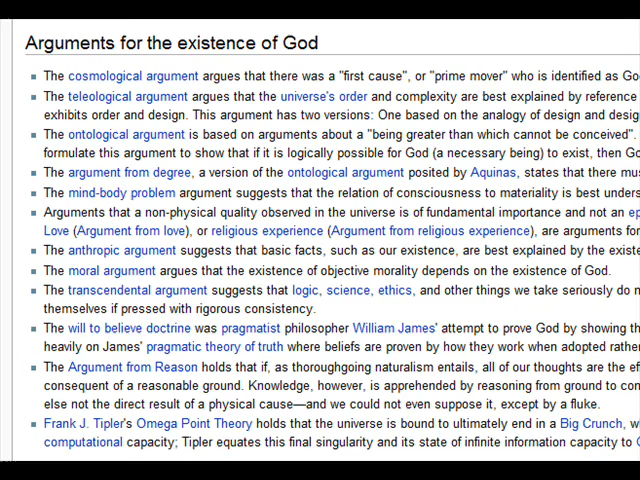 Arguments for the existence of God
The cosmological argument argues that there was a "first cause", or "prime mover" who is identified as
The teleological argument argues that the universe's order and complexity are best explained by reference
exhibits order and design. This argument has two versions: One based on the analogy of design and
The ontological argument is based on arguments about a "being greater than which cannot be conceived".
formulate this argument to show that if it is logically possible for God (a necessary being) to exist, then
The argument from degree, a version of the ontological argument posited by Aquinas, states that there
The mind-body problem argument suggests that the relation of consciousness to materiality is best
Arguments that a non-physical quality observed in the universe is of fundamental importance and not an
Love (Argument from love), or religious experience (Argument from religious experience), are arguments
The anthropic argument suggests that basic facts, such as our existence, are best explained by the
The moral argument argues that the existence of objective morality depends on the existence of God.
The transcendental argument suggests that logic, science, ethics, and other things we take seriously do
themselves if pressed with rigorous consistency.
The will to believe doctrine was pragmatist philosopher William James' attempt to prove God by showing
heavily on James' pragmatic theory of truth where beliefs are proven by how they work when adopted
The Argument from Reason holds that if, as thoroughgoing naturalism entails, all of our thoughts are the
consequent of a reasonable ground. Knowledge, however, is apprehended by reasoning from ground to
else not the direct result of a physical cause—and we could not even suppose it, except by a fluke.
Frank J. Tipler's Omega Point Theory holds that the universe is bound to ultimately end in a Big Crunch,
computational capacity; Tipler equates this final singularity and its state of infinite information capacity to